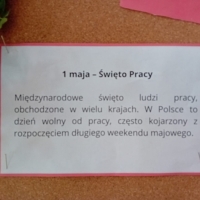 1 maja – Święto Pracy
Międzynarodowe święto ludzi pracy,
obchodzone w wielu krajach. W Polsce to
dzień wolny od pracy, często kojarzony z
rozpoczęciem długiego weekendu majowego.